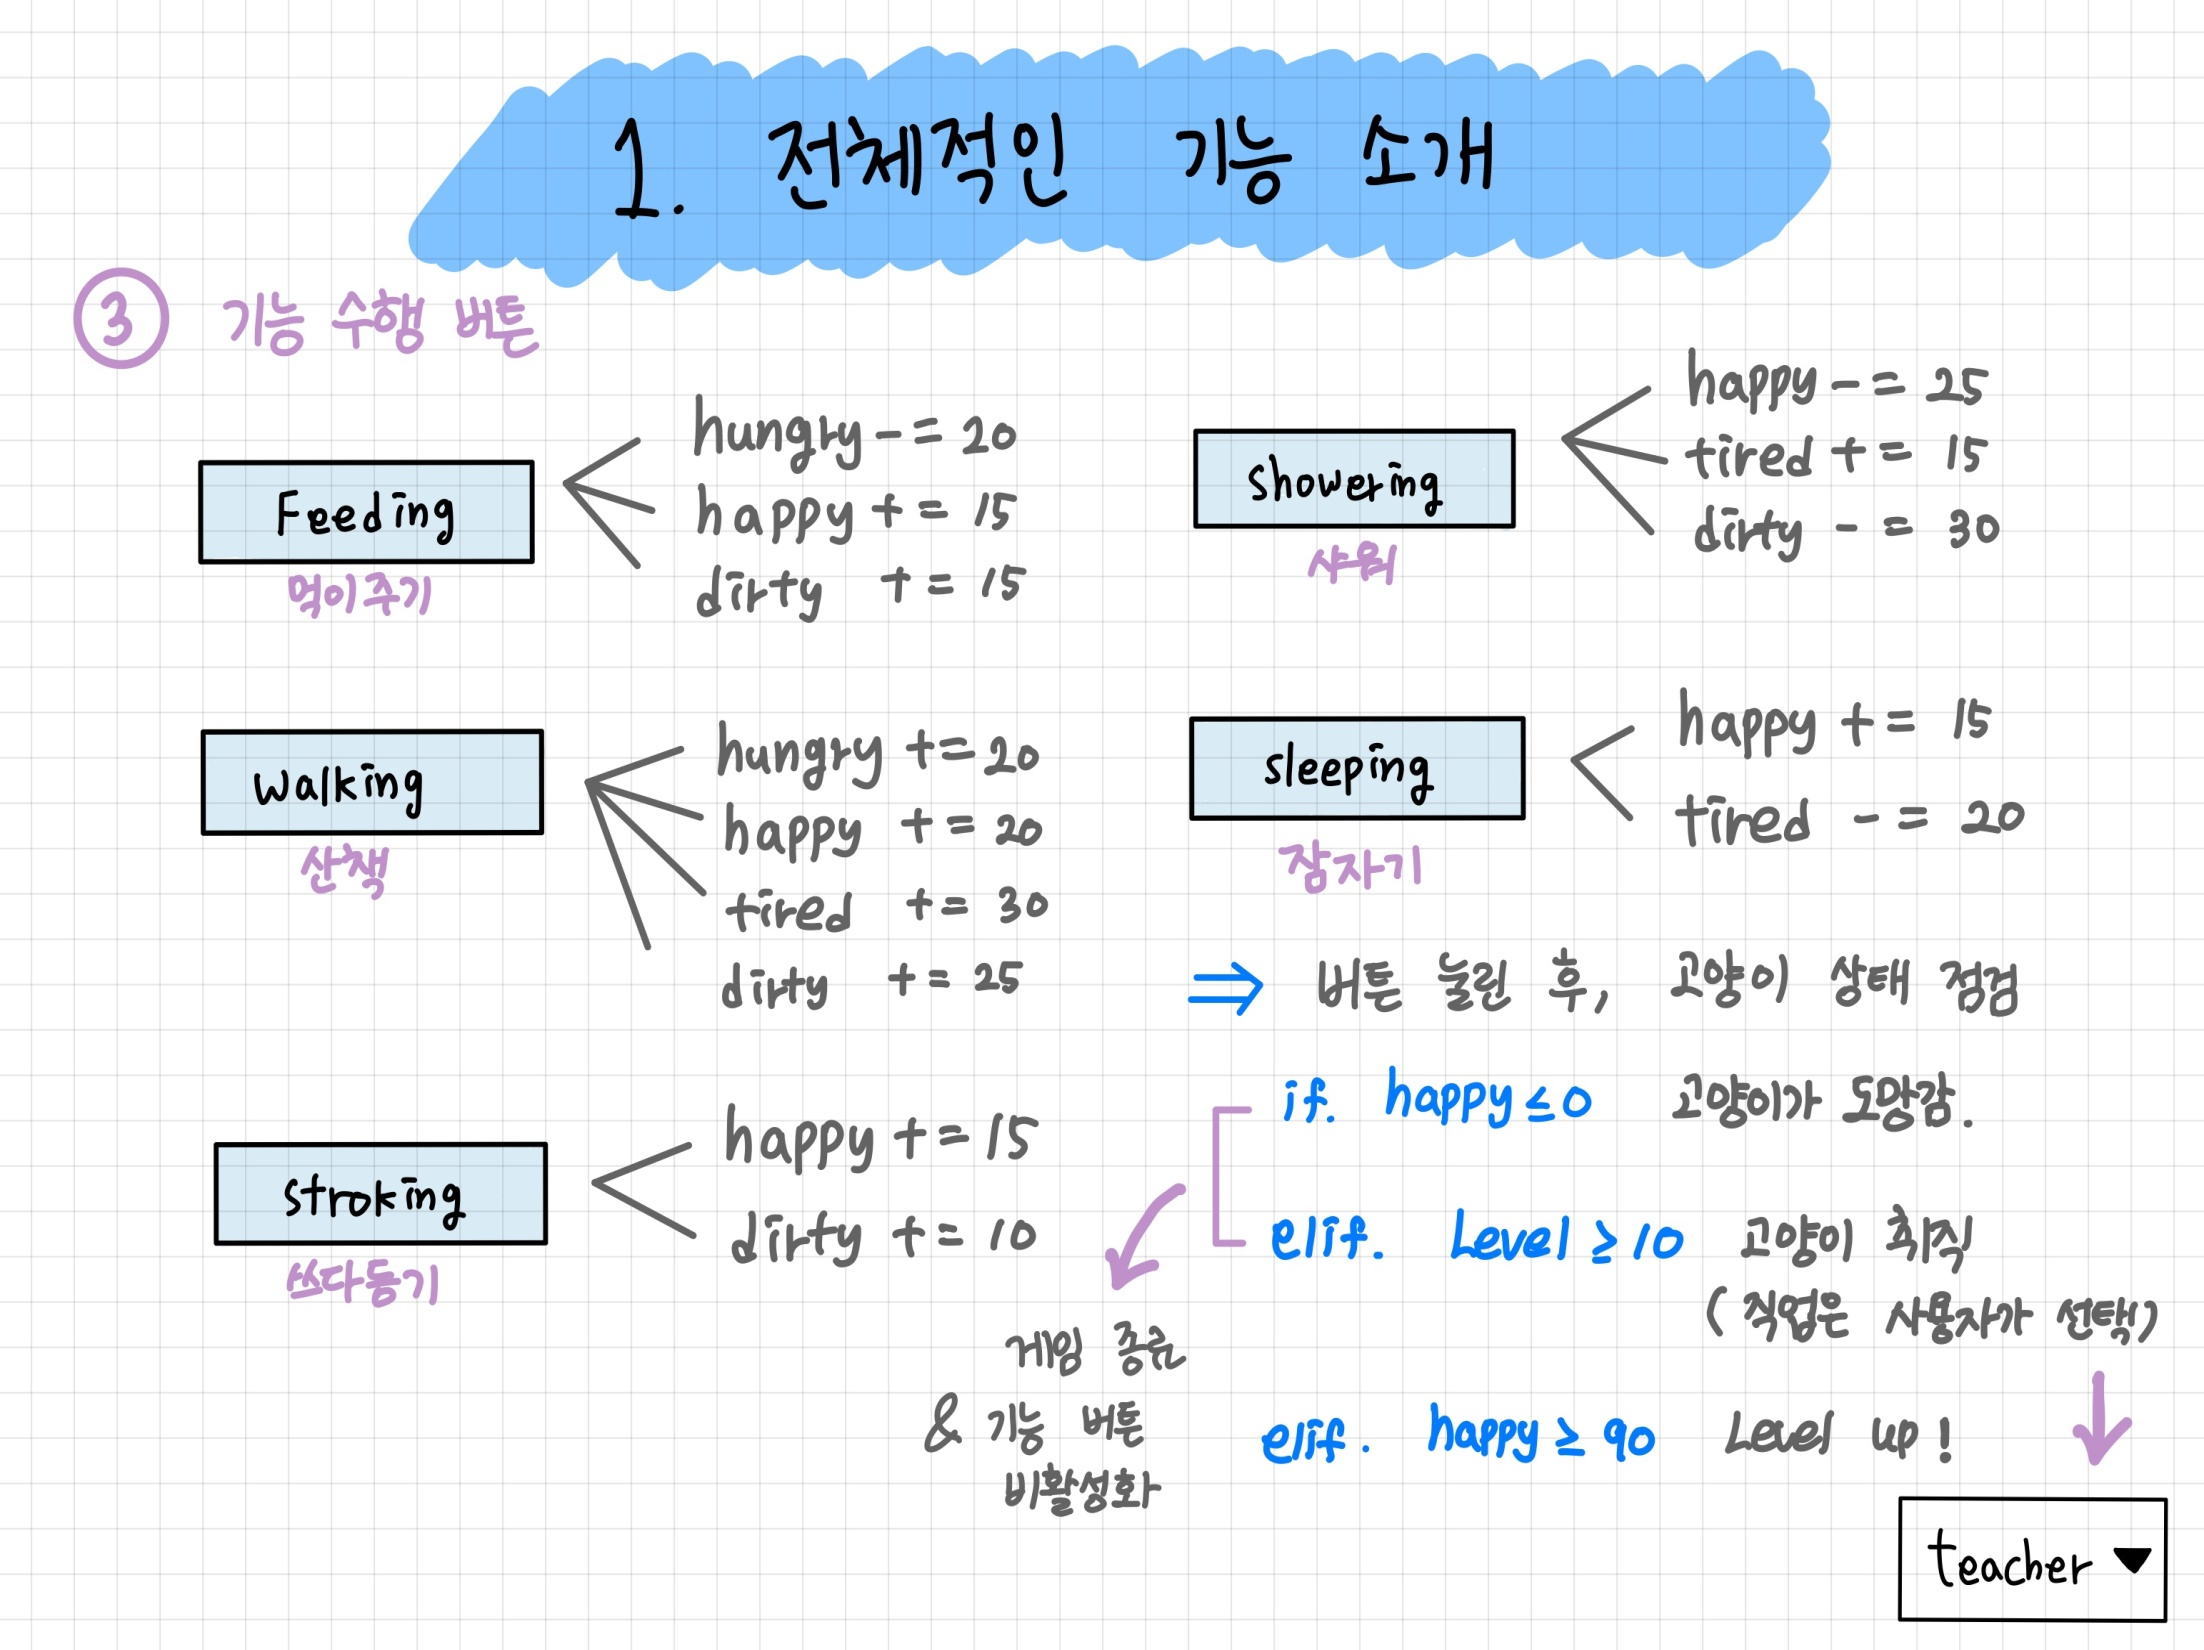 1. 전체적인 기능 소개
③ 기능 수행 버튼
Feeding
먹이주기
hungry -= 20
happy += 15
dirty += 15
showering
샤워
happy -= 25
tired += 15
dirty -= 30
walking
산책
hungry += 20
happy += 20
tired += 30
dirty += 25
sleeping
잠자기
happy += 15
tired -= 20
stroking
쓰다듬기
happy += 15
dirty += 10
⇒ 버튼 눌린 후, 고양이 상태 점검
if. happy ≤ 0 고양이가 도망감.
elif. Level ≥ 10 고양이 취직
(직업은 사용자가 선택)
elif. happy ≥ 90 Level up!
게임 종료
& 기능 버튼
비활성화
teacher ▼